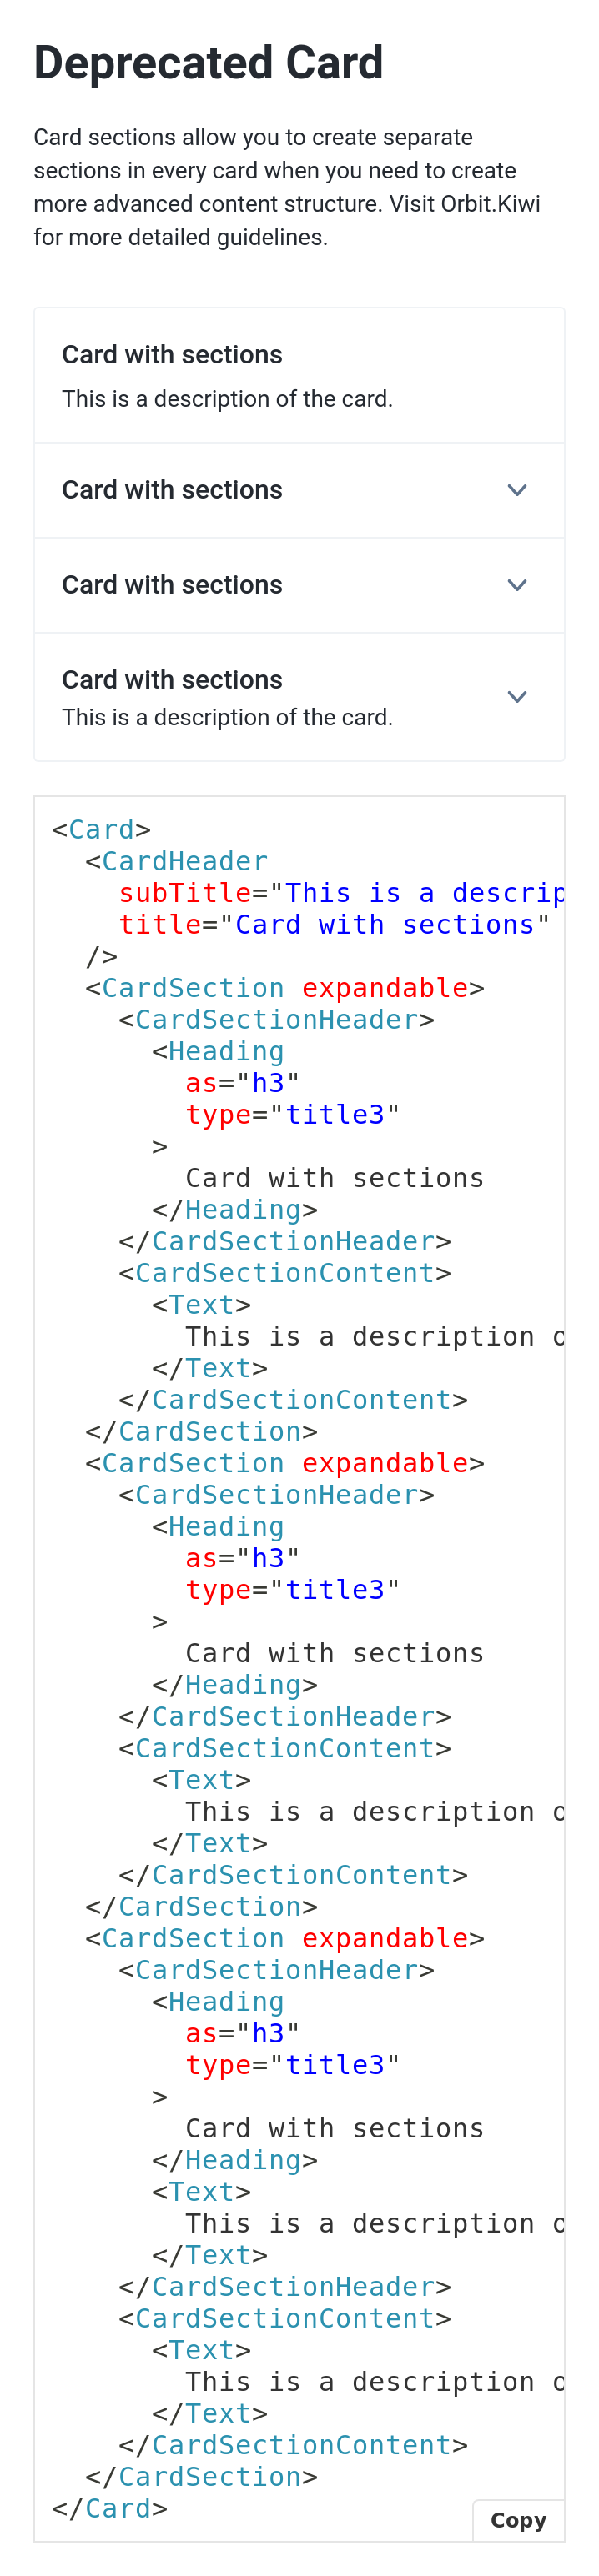 Deprecated Card
Card sections allow you to create separate
sections in every card when you need to create
more advanced content structure. Visit Orbit.Kiwi
for more detailed guidelines.
Card with sections
This is a description of the card.
Card with sections
Card with sections
Card with sections
This is a description of the card.
<Card>
  <CardHeader
    subTitle="This is a descrip
    title="Card with sections"
  />
  <CardSection expandable>
    <CardSectionHeader>
      <Heading
        as="h3"
        type="title3"
      >
        Card with sections
      </Heading>
    </CardSectionHeader>
    <CardSectionContent>
      <Text>
        This is a description o
      </Text>
    </CardSectionContent>
  </CardSection>
  <CardSection expandable>
    <CardSectionHeader>
      <Heading
        as="h3"
        type="title3"
      >
        Card with sections
      </Heading>
    </CardSectionHeader>
    <CardSectionContent>
      <Text>
        This is a description o
      </Text>
    </CardSectionContent>
  </CardSection>
  <CardSection expandable>
    <CardSectionHeader>
      <Heading
        as="h3"
        type="title3"
      >
        Card with sections
      </Heading>
      <Text>
        This is a description o
      </Text>
    </CardSectionHeader>
    <CardSectionContent>
      <Text>
        This is a description o
      </Text>
    </CardSectionContent>
  </CardSection>
</Card>
Copy